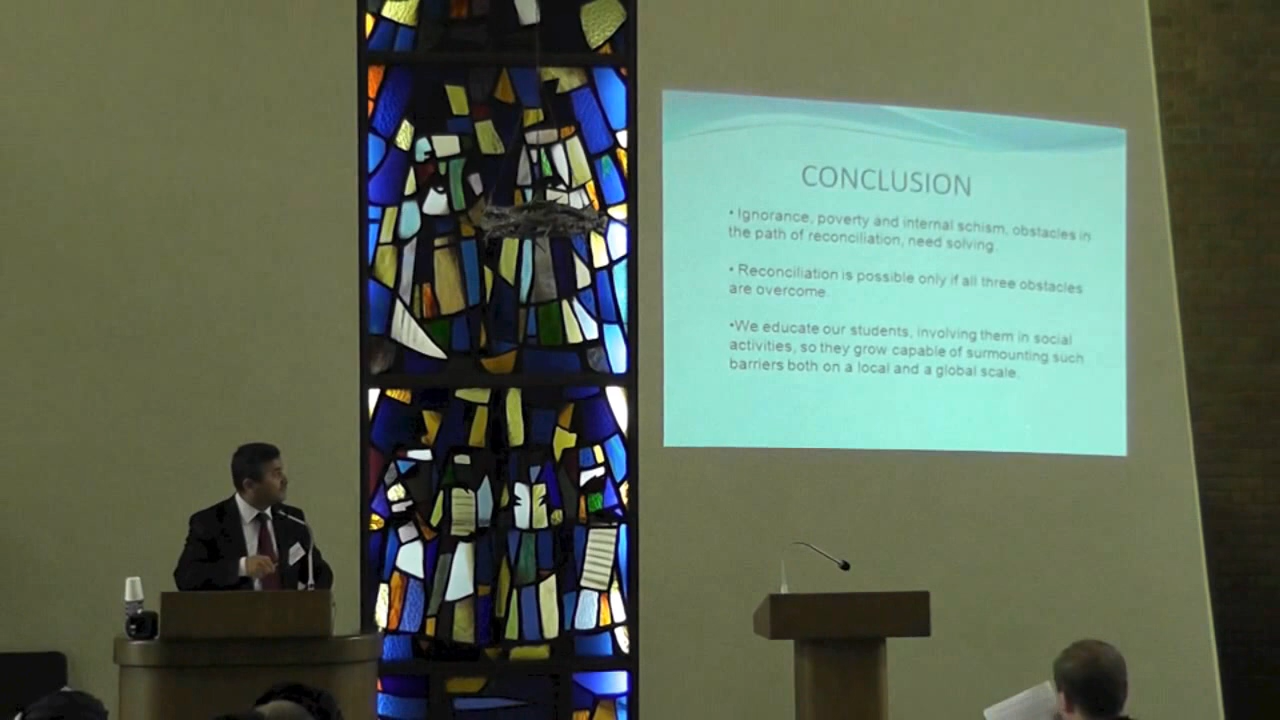 CONCLUSION
• Ignorance, poverty and internal schism, obstacles in
the path of reconciliation, need solving.
• Reconciliation is possible only if all three obstacles
are overcome.
•We educate our students, involving them in social
activities, so they grow capable of surmounting such
barriers both on a local and a global scale.